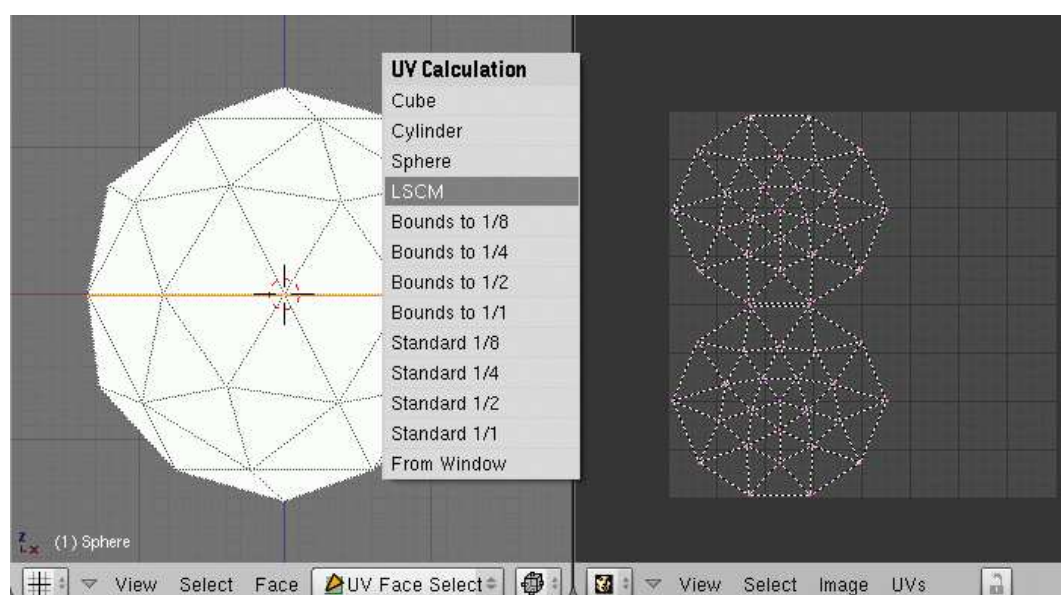 UV Calculation
Cube
Cylinder
Sphere
LSCM
Bounds to 1/8
Bounds to 1/4
Bounds to 1/2
Bounds to 1/1
Standard 1/8
Standard 1/4
Standard 1/2
Standard 1/1
From Window
Z
X
(1) Sphere
View Select Face UV Face Select
View Select Image UVs